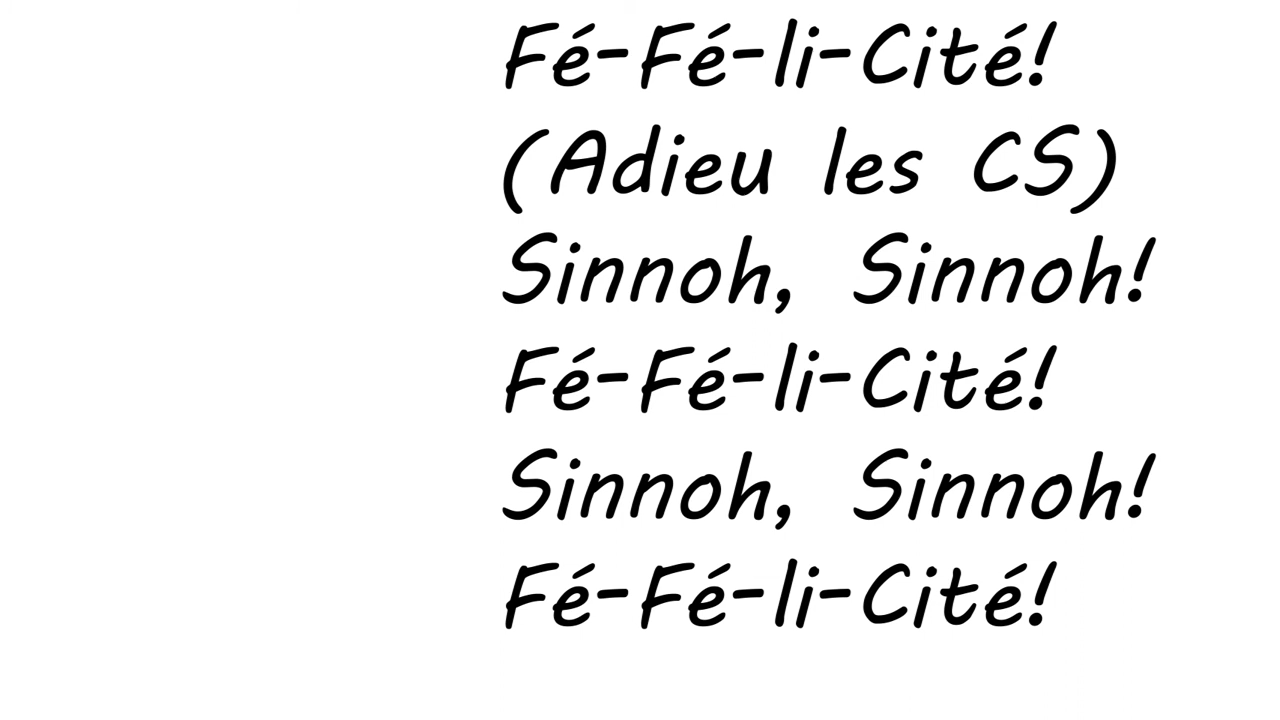 Fé-Fé-li-Cité!
(Adieu les CS)
Sinnoh, Sinnoh!
Fé-Fé-li-Cité!
Sinnoh, Sinnoh!
Fé-Fé-li-Cité!